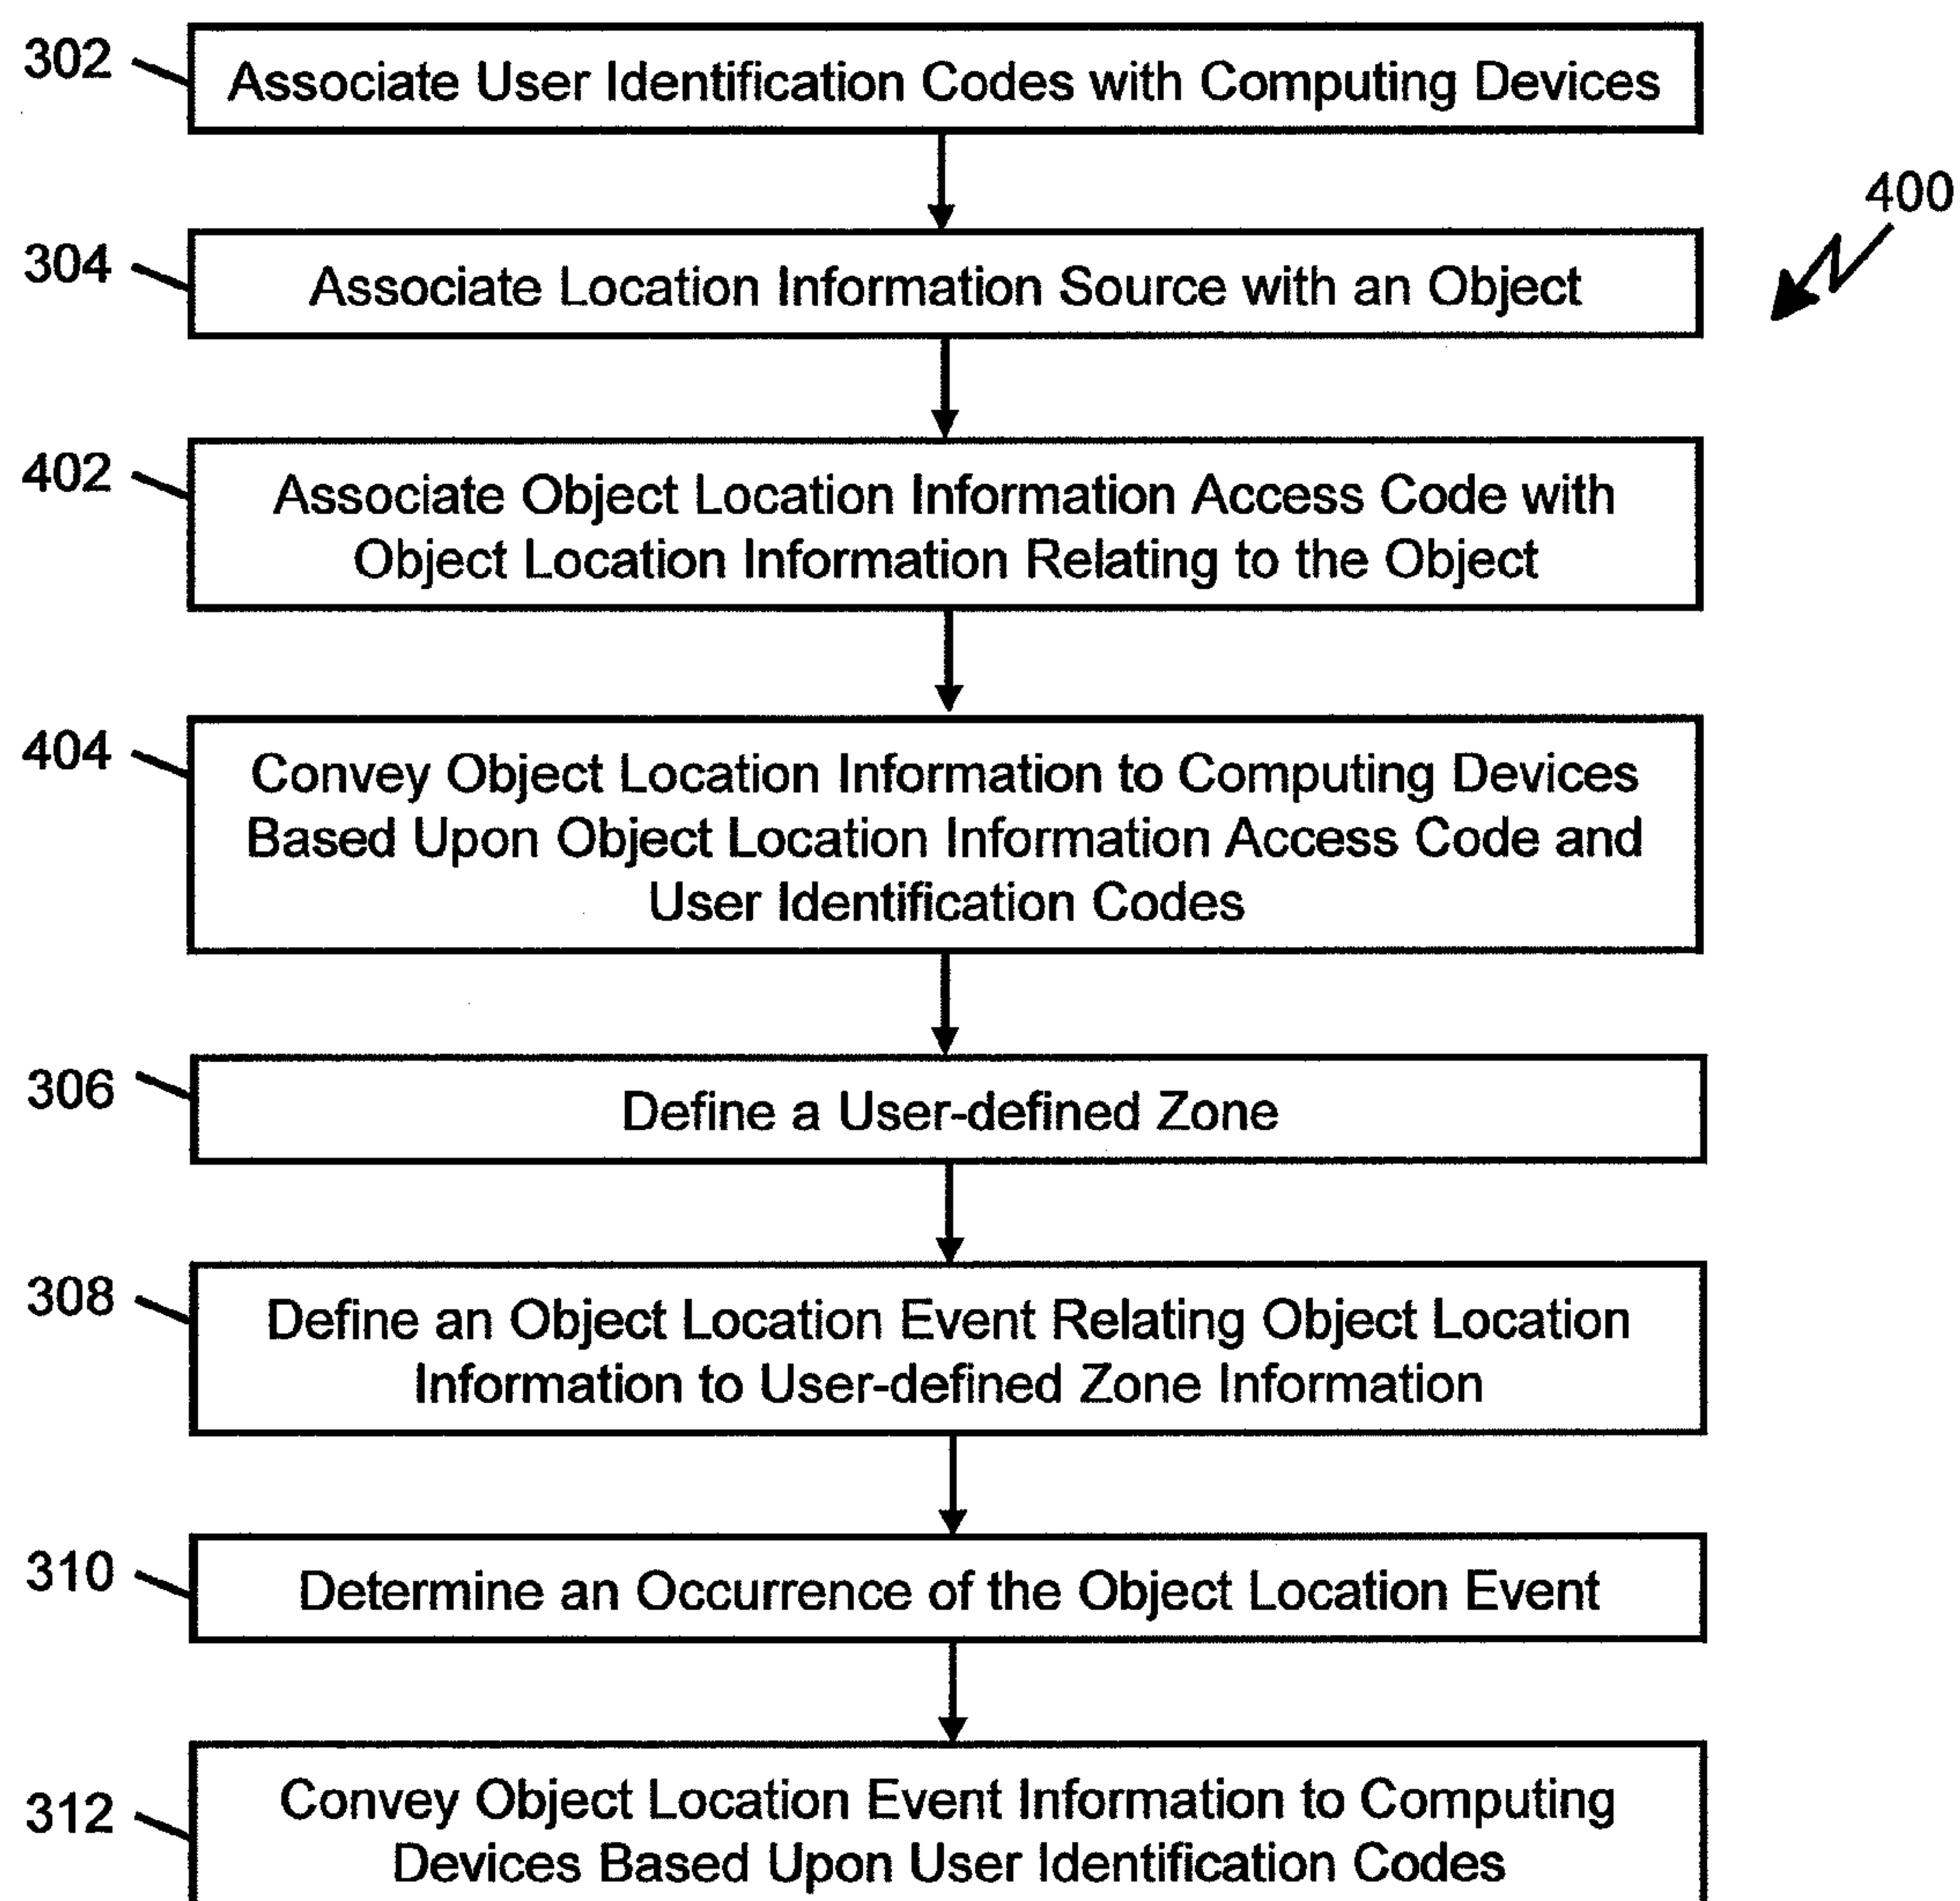 302
Associate User Identification Codes with Computing Devices
400
304
Associate Location Information Source with an Object
402
Associate Object Location Information Access Code with
Object Location Information Relating to the Object
404
Convey Object Location Information to Computing Devices
Based Upon Object Location Information Access Code and
User Identification Codes
306
Define a User-defined Zone
308
Define an Object Location Event Relating Object Location
Information to User-defined Zone Information
310
Determine an Occurrence of the Object Location Event
312
Convey Object Location Event Information to Computing
Devices Based Upon User Identification Codes